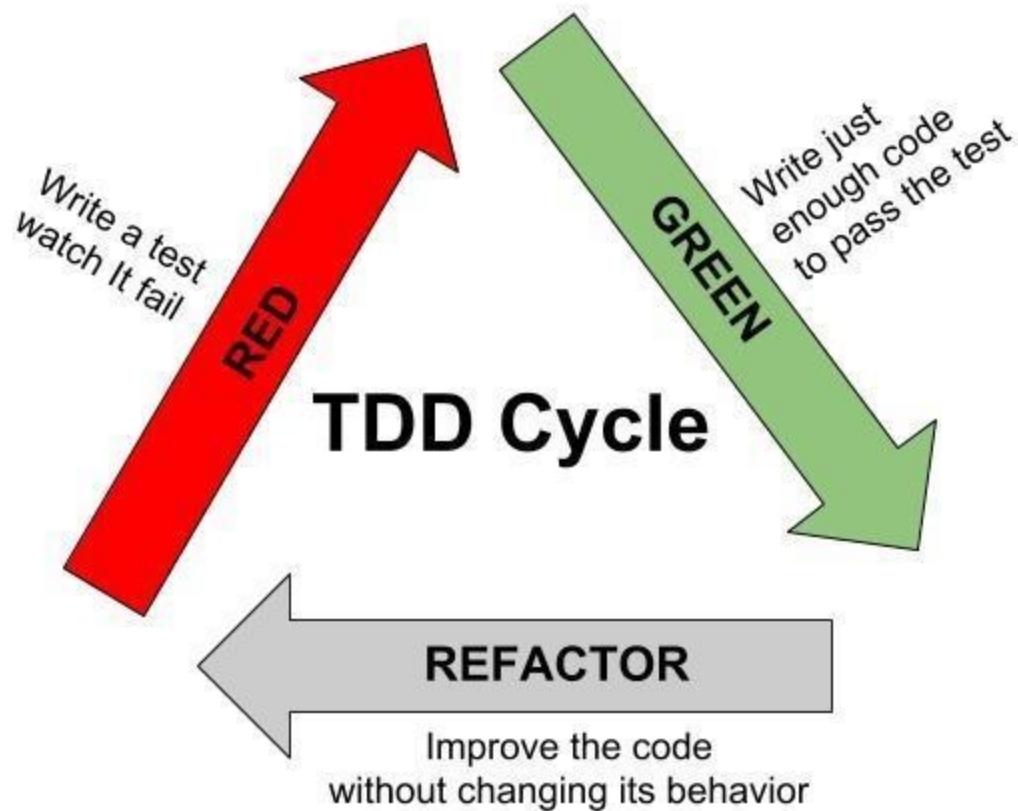 Write a test
watch It fail
RED
Write just
enough code
to pass the test
GREEN
TDD Cycle
REFACTOR
Improve the code
without changing its behavior